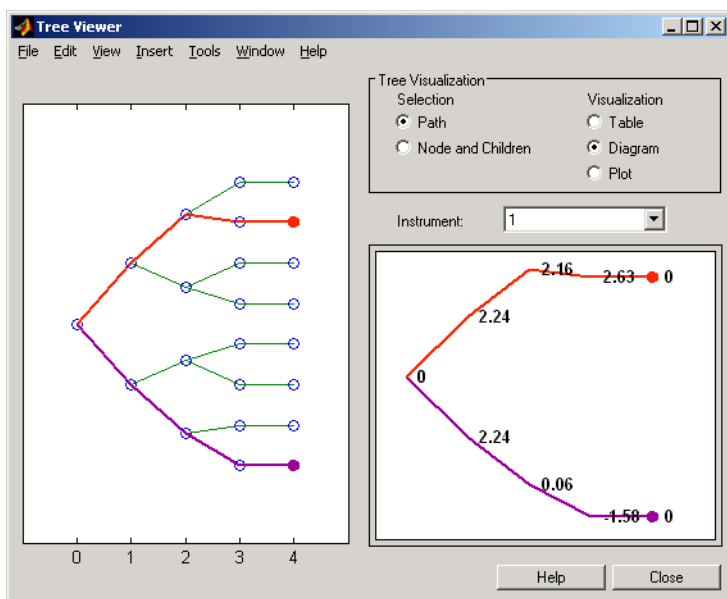 Tree Viewer
File Edit View Insert Tools Window Help
Tree Visualization
Selection
Visualization
Path
Table
Node and Children
Diagram
Plot
Instrument:
1
2.16
2.63
0
2.24
0
2.24
0.06
-1.58
0
0
1
2
3
4
Help
Close